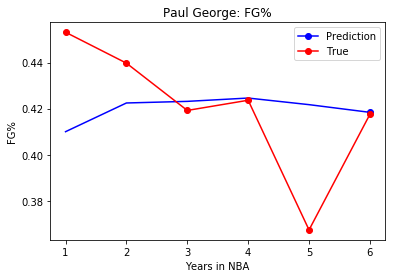 Paul George: FG%
Prediction
True
FG%
0.44
0.42
0.40
0.38
1 2 3 4 5 6
Years in NBA